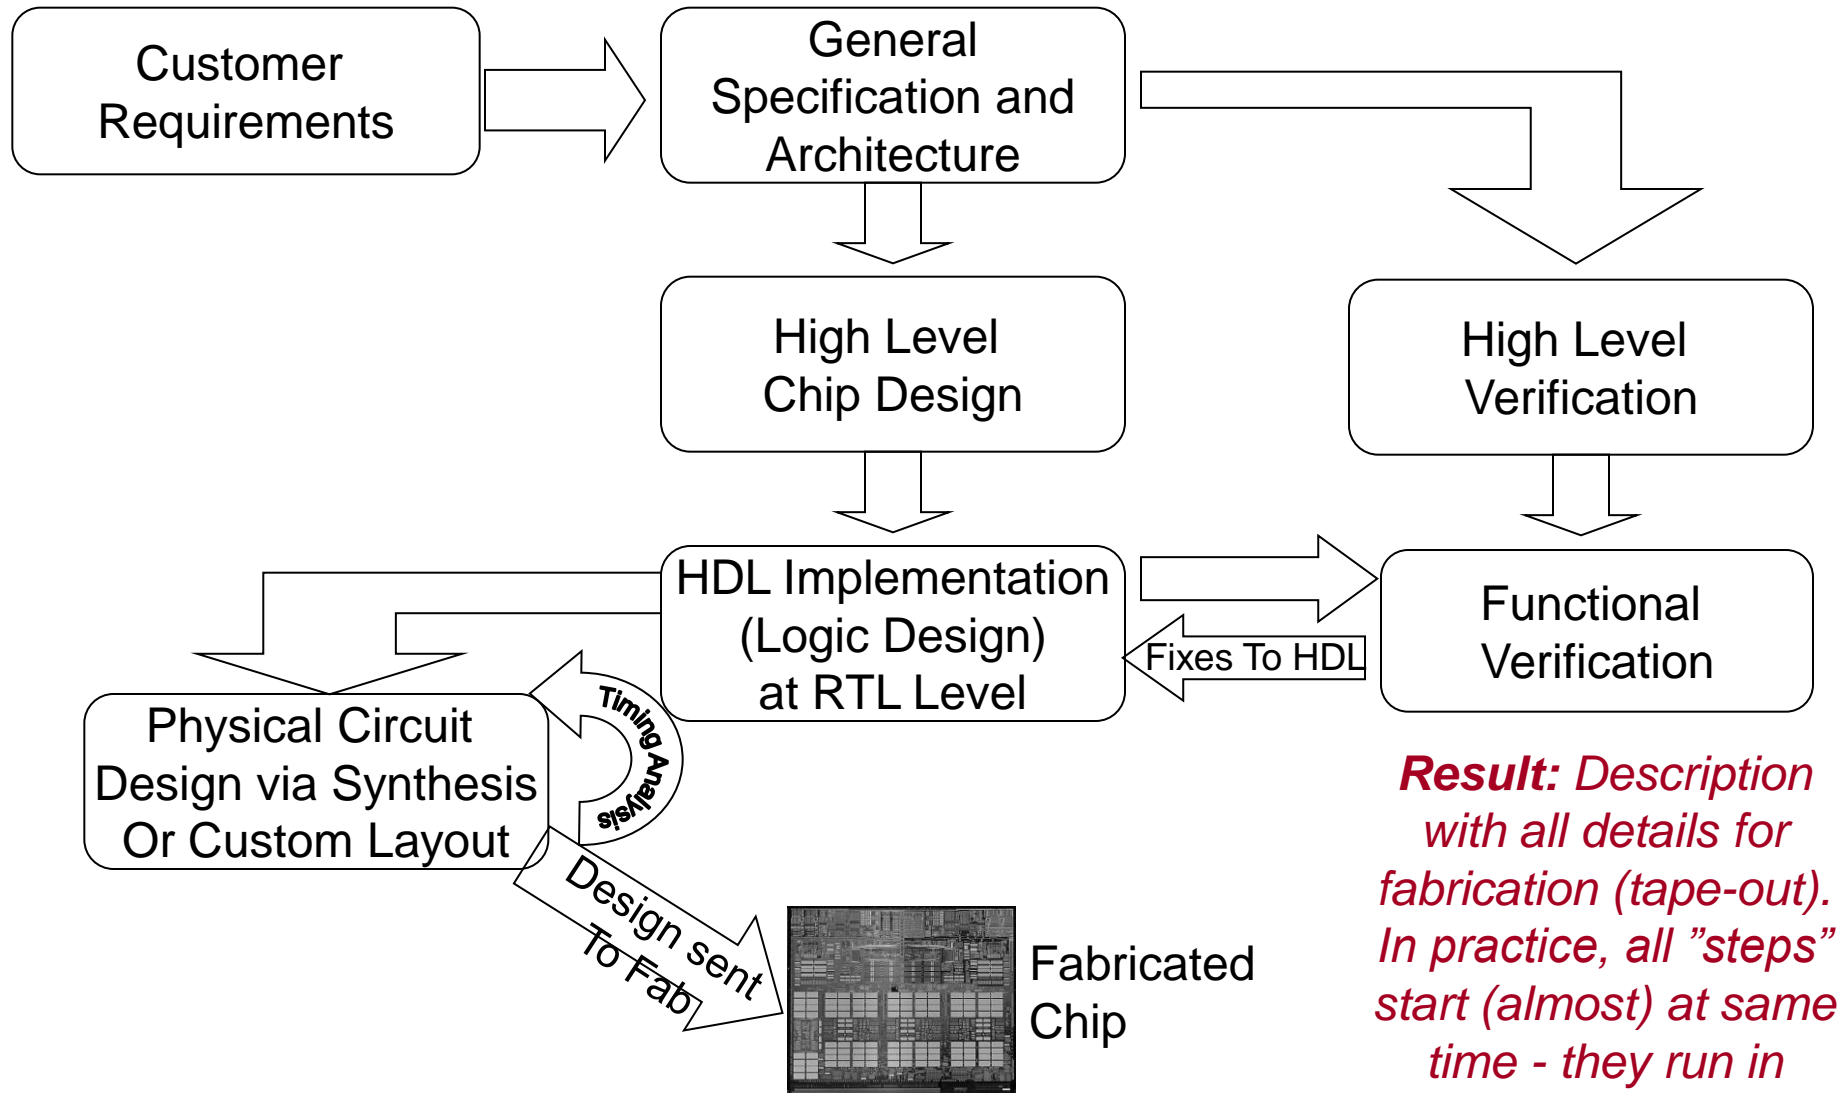 Customer
Requirements
General
Specification and
Architecture
High Level
Chip Design
High Level
Verification
HDL Implementation
(Logic Design)
at RTL Level
Functional
Verification
Fixes To HDL
Timing Analysis
Physical Circuit
Design via Synthesis
Or Custom Layout
Design sent
To Fab
Fabricated
Chip
Result: Description
with all details for
fabrication (tape-out).
In practice, all ”steps”
start (almost) at same
time - they run in